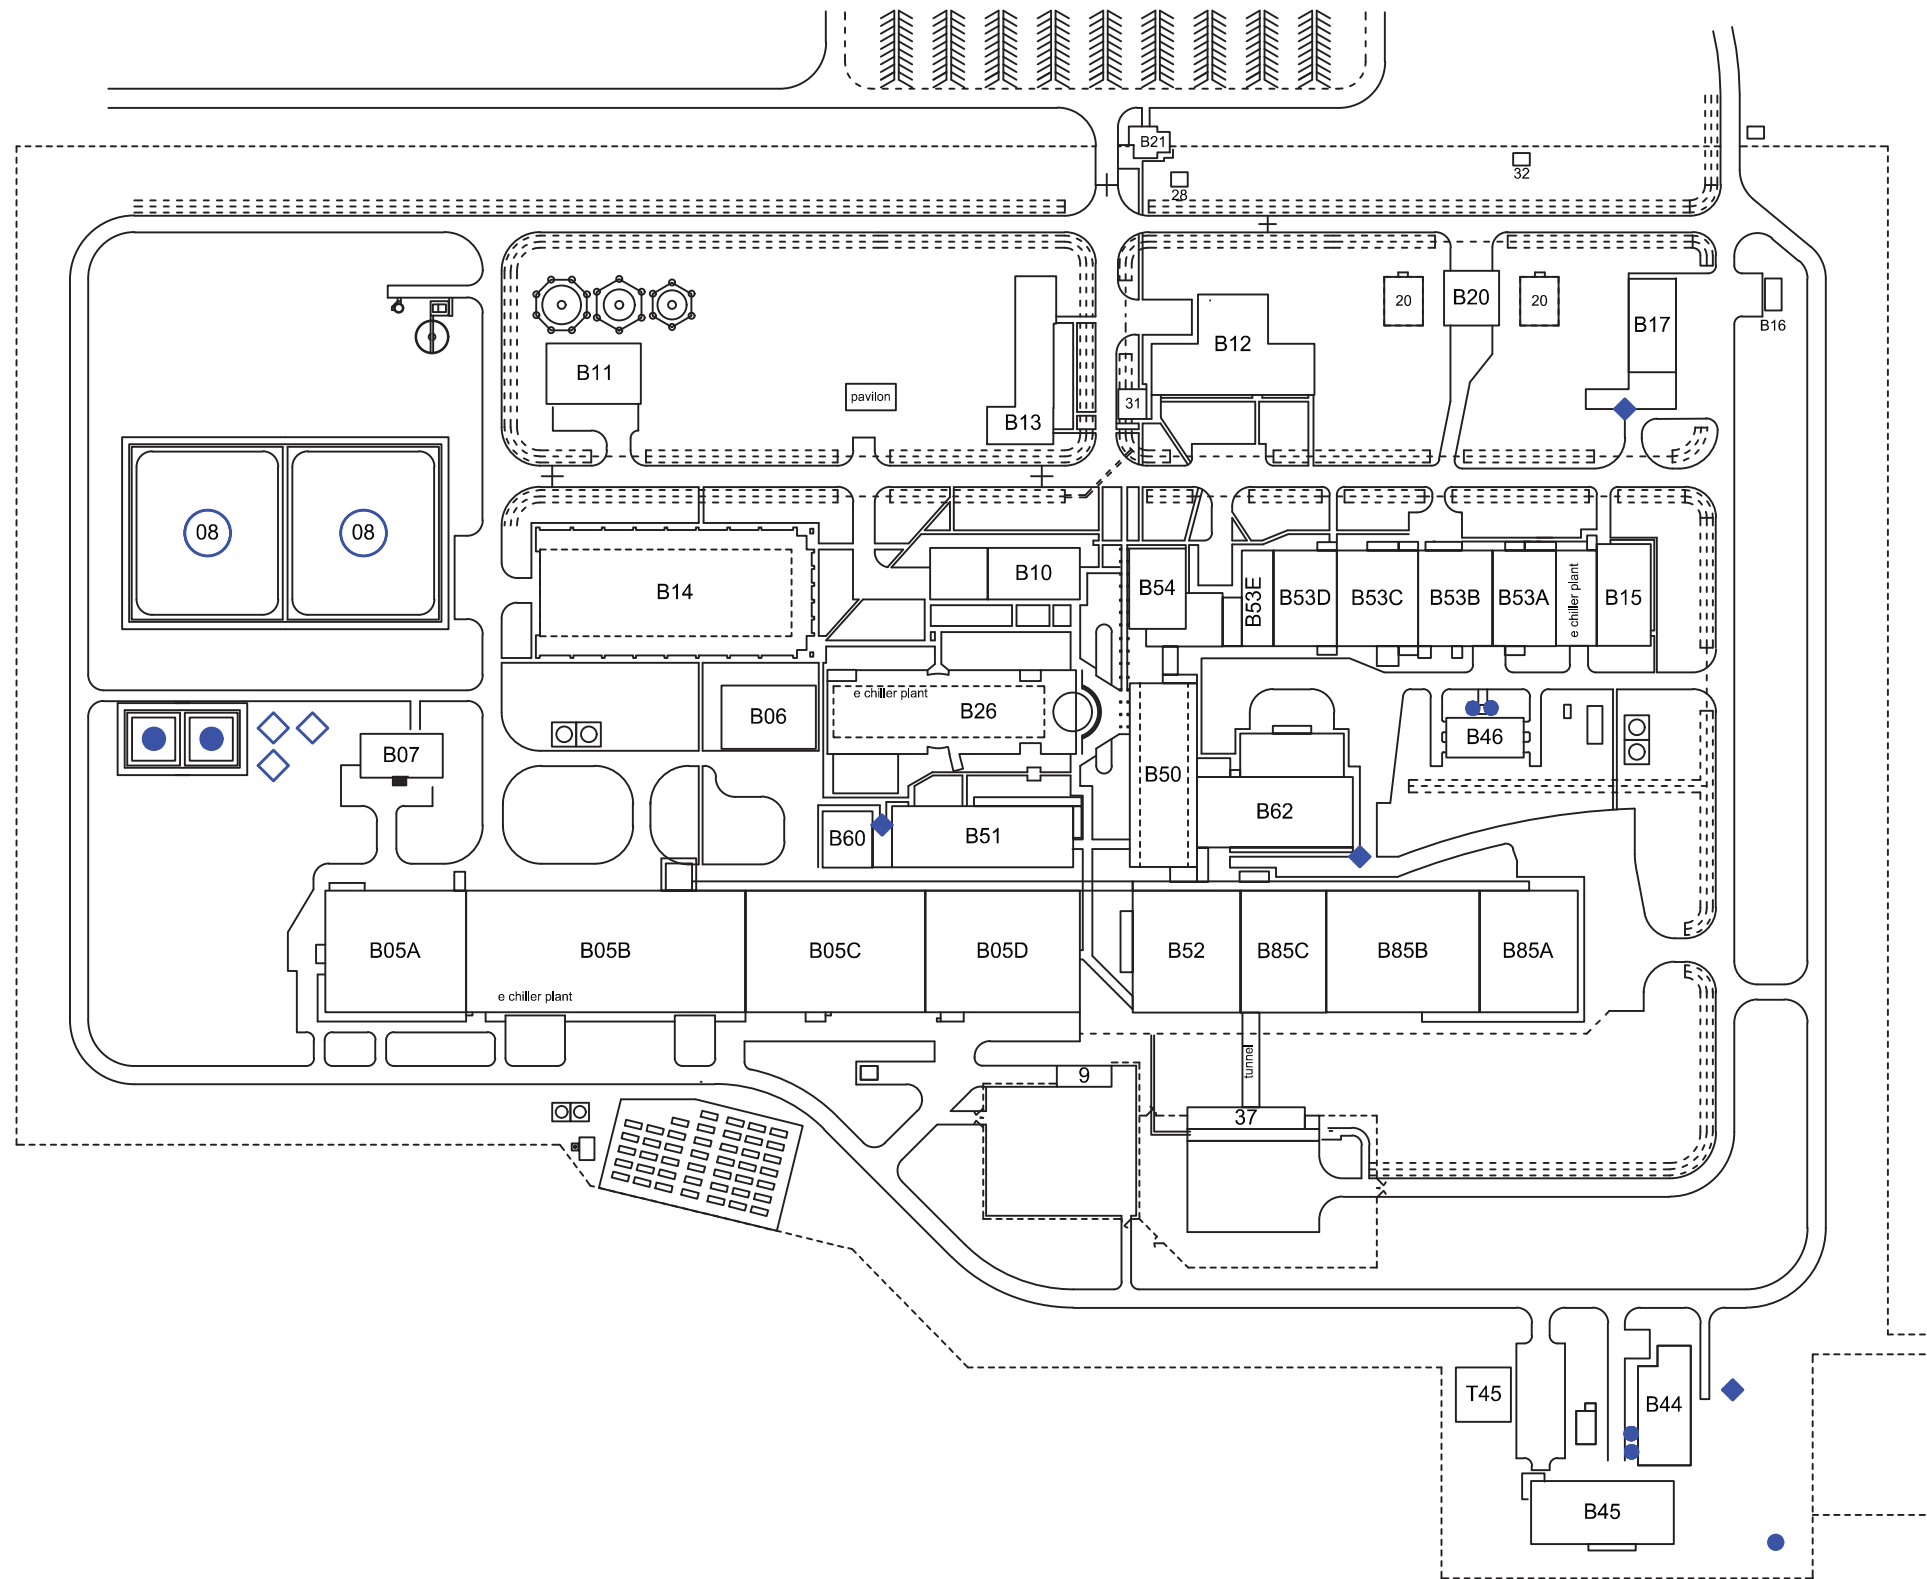 B21
28
32
B11
pavilon
B13
B12
31
20
B20
20
B17
B16
08
08
B14
B10
B54
B53E
B53D
B53C
B53B
B53A
e chiller plant
B15
B06
e chiller plant
B26
B07
B50
B46
B62
B60
B51
B05A
B05B
e chiller plant
B05C
B05D
B52
B85C
B85B
B85A
tunnel
9
37
T45
B44
B45